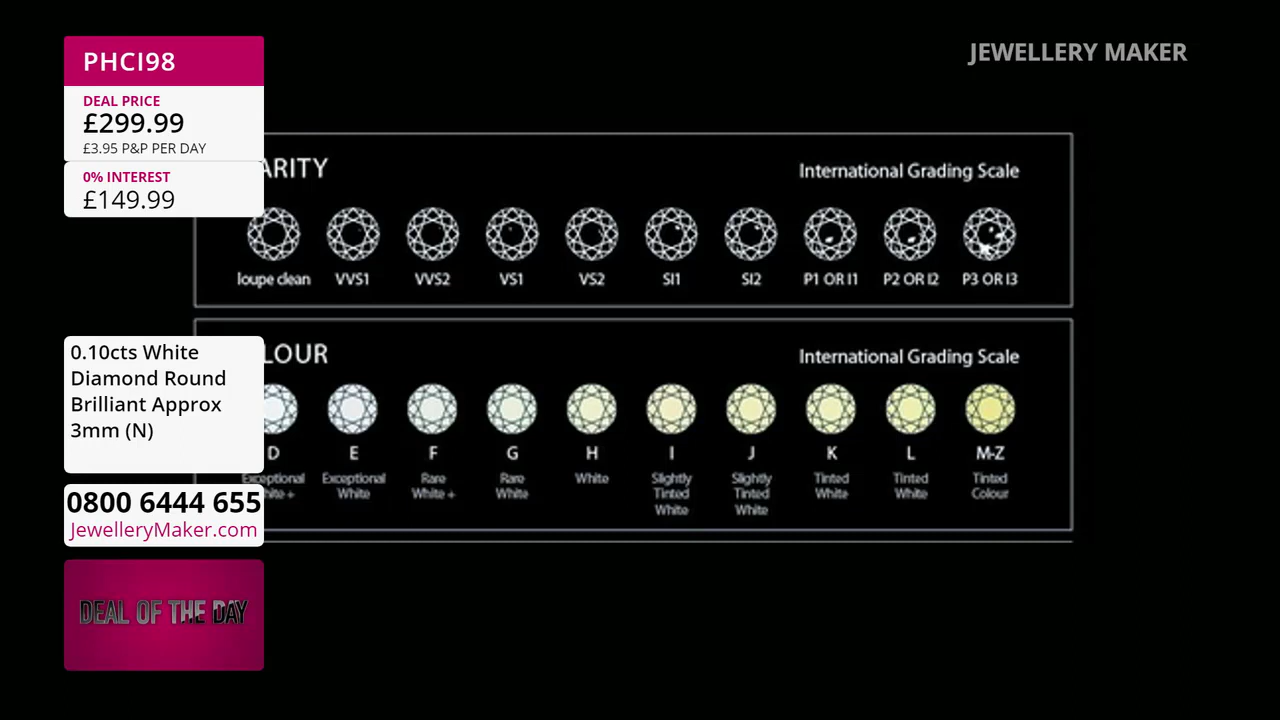 PHCI98
DEAL PRICE
£299.99
£3.95 P&P PER DAY
0% INTEREST
£149.99
JEWELLERY MAKER
ARITY
International Grading Scale
loupe clean VVS1 VVS2 VS1 VS2 SI1 SI2 P1 OR I1 P2 OR I2 P3 OR I3
LOUR
International Grading Scale
D E F G H I J K L M-Z
Exceptional Exceptional Rare Rare White Slightly Slightly Tinted Tinted Tinted
White + White White + White Tinted Tinted White White Colour
White White
0.10cts White
Diamond Round
Brilliant Approx
3mm (N)
0800 6444 655
JewelleryMaker.com
DEAL OF THE DAY